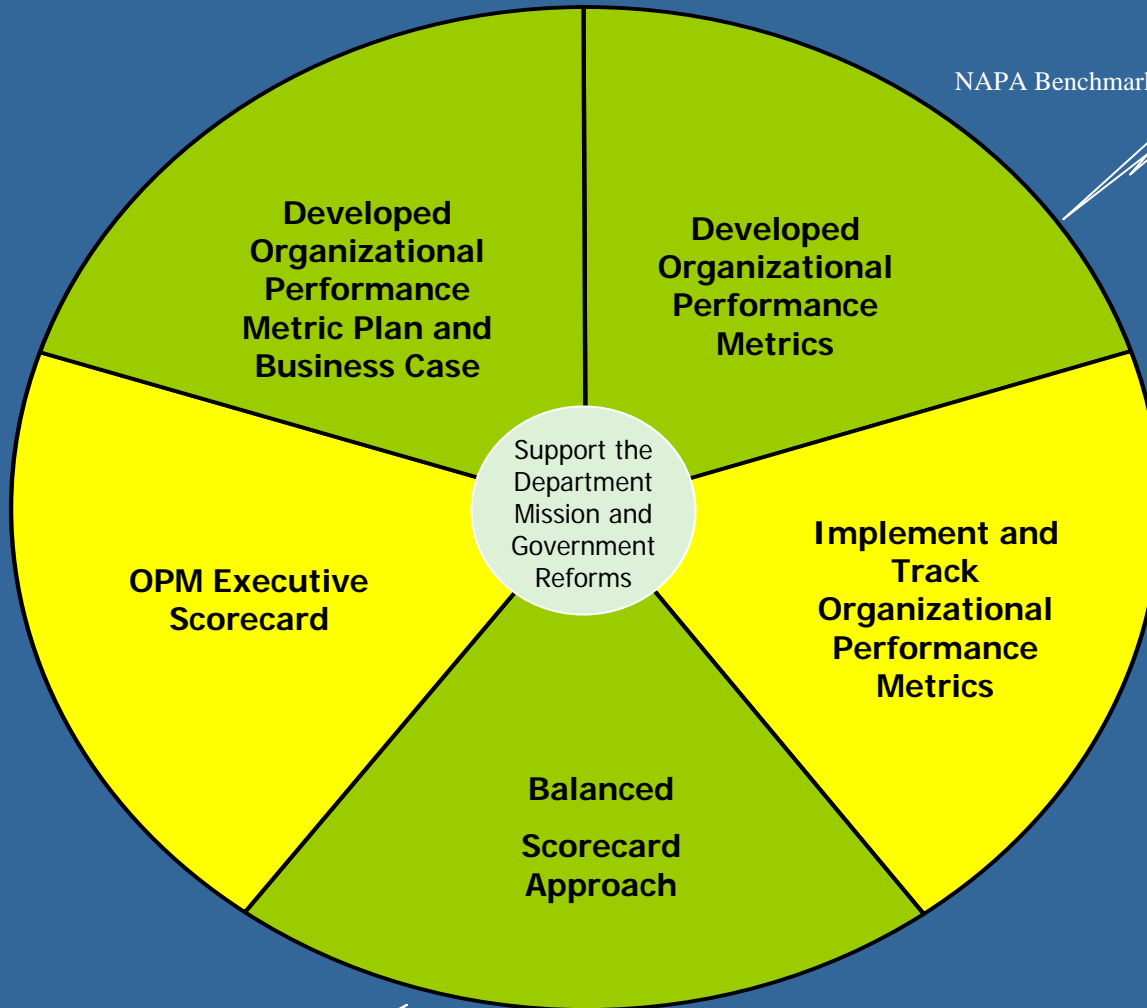 NAPA Benchmark
Developed
Organizational
Performance
Metric Plan and
Business Case
Developed
Organizational
Performance
Metrics
Support the
Department
Mission and
Government
Reforms
OPM Executive
Scorecard
Implement and
Track
Organizational
Performance
Metrics
Balanced
Scorecard
Approach